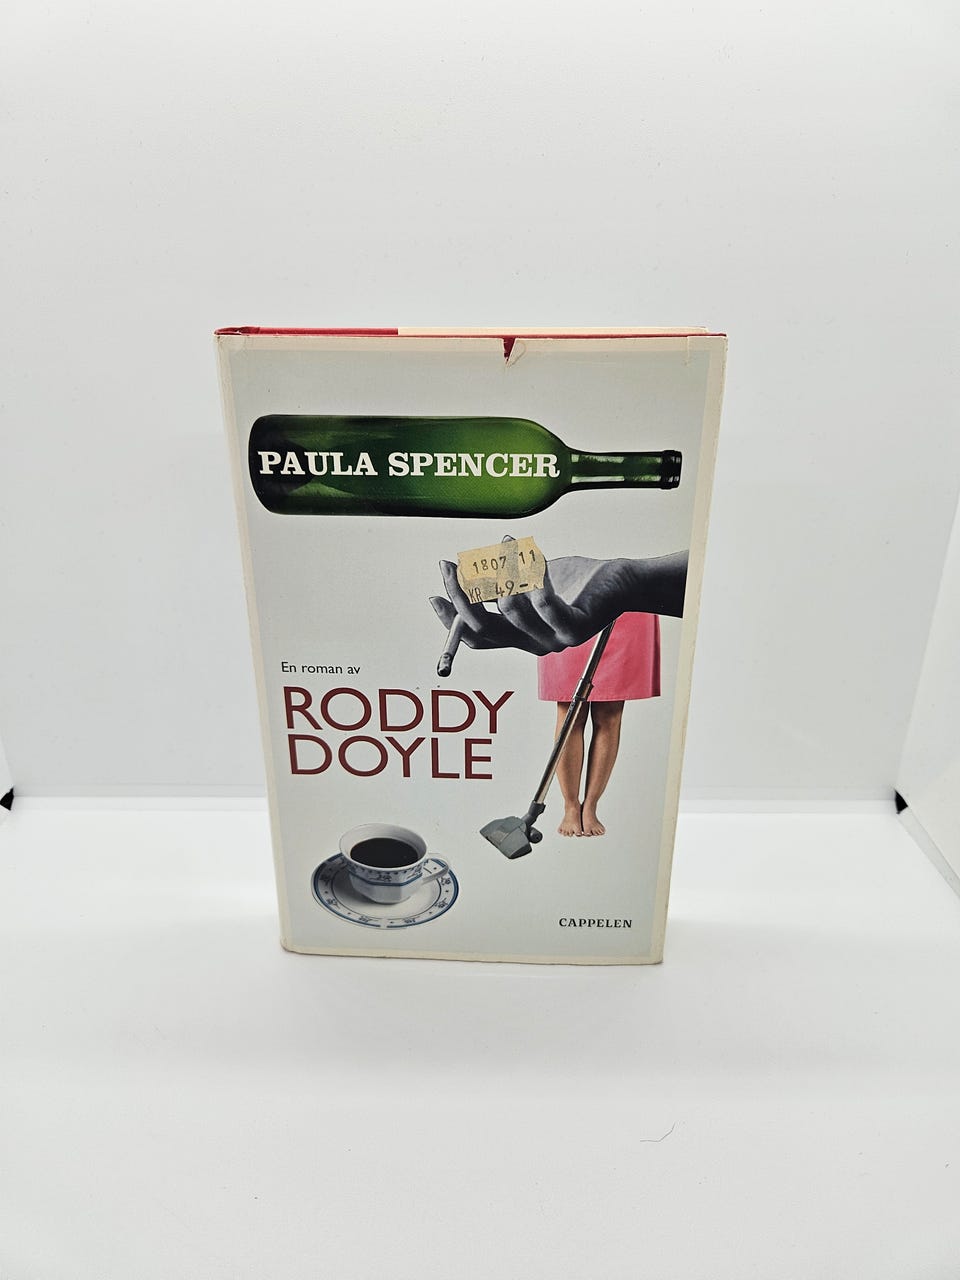 PAULA SPENCER
1807 11
KR 49.-
En roman av
RODDY
DOYLE
CAPPELEN